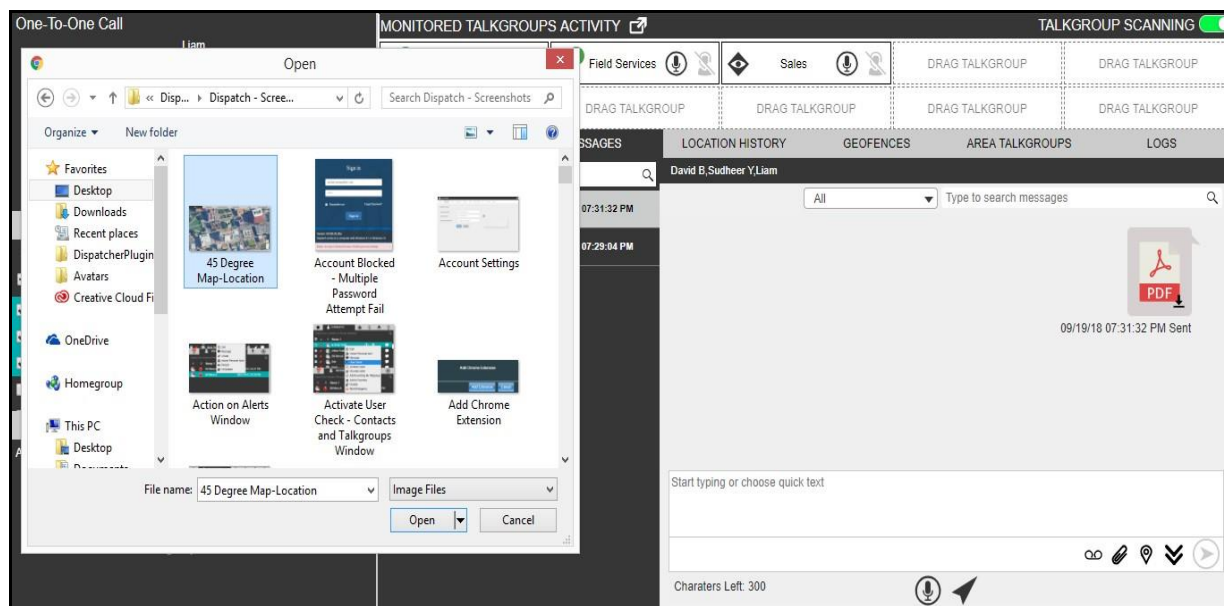 One-To-One Call
MONITORED TALKGROUPS ACTIVITY
TALKGROUP SCANNING
Liam
Open
Field Services
Sales
DRAG TALKGROUP
DRAG TALKGROUP
« Disp... Dispatch - Scree...
Search Dispatch - Screenshots
DRAG TALKGROUP
DRAG TALKGROUP
DRAG TALKGROUP
DRAG TALKGROUP
Organize
New folder
Favorites
Desktop
Downloads
Recent places
DispatcherPlugin
Avatars
Creative Cloud Fi
OneDrive
Homegroup
This PC
Desktop
Documents
Sign in
45 Degree
Map-Location
Account Blocked
- Multiple
Password
Attempt Fail
Account Settings
Action on Alerts
Window
Activate User
Check - Contacts
and Talkgroups
Window
Add Chrome
Extension
File name:
45 Degree Map-Location
Image Files
Open
Cancel
SSAGES
LOCATION HISTORY
GEOFENCES
AREA TALKGROUPS
LOGS
David B,Sudheer Y,Liam
07:31:32 PM
07:29:04 PM
All
Type to search messages
PDF
09/19/18 07:31:32 PM Sent
Start typing or choose quick text
Charaters Left: 300